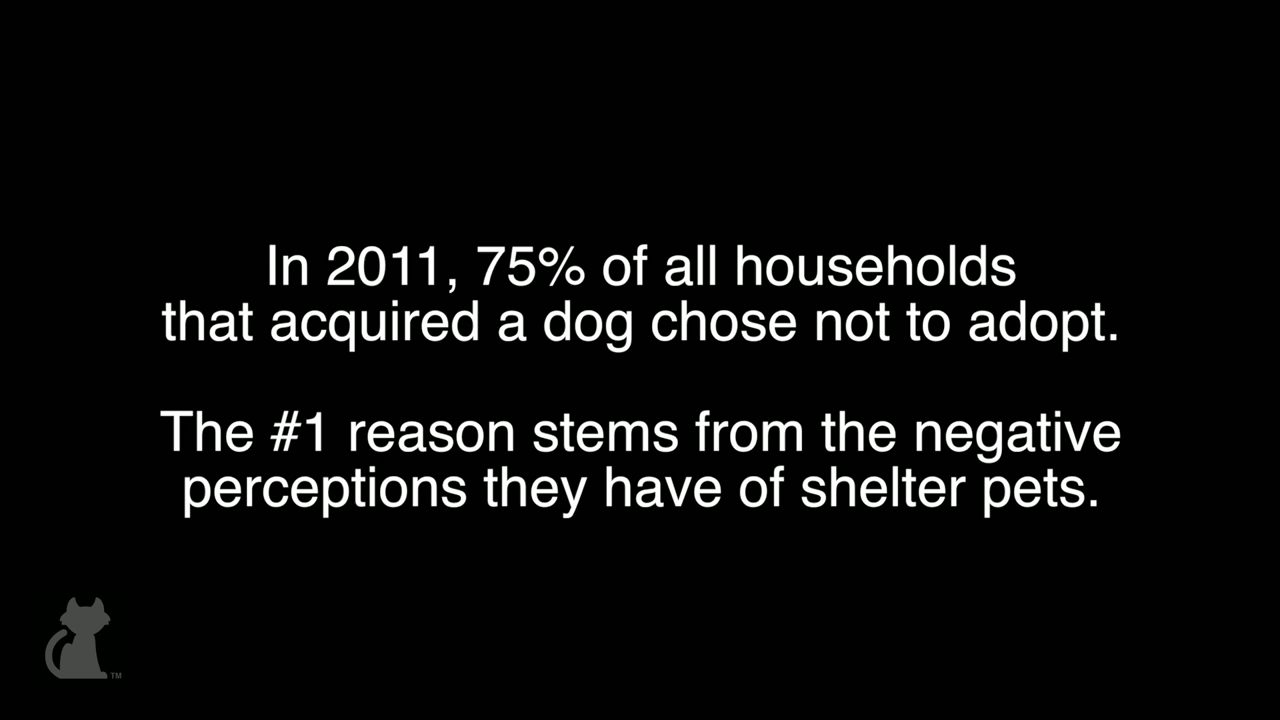 In 2011, 75% of all households
that acquired a dog chose not to adopt.
The #1 reason stems from the negative
perceptions they have of shelter pets.
TM